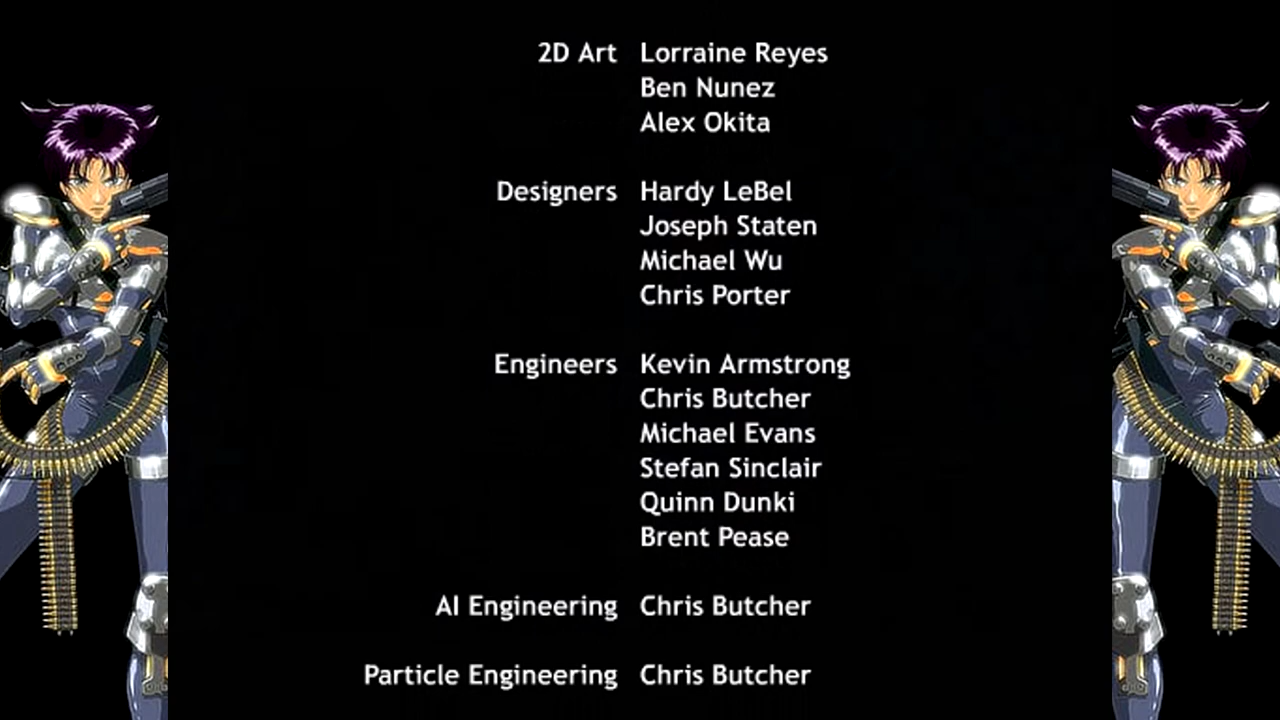 2D Art Lorraine Reyes
Ben Nunez
Alex Okita
Designers Hardy LeBel
Joseph Staten
Michael Wu
Chris Porter
Engineers Kevin Armstrong
Chris Butcher
Michael Evans
Stefan Sinclair
Quinn Dunki
Brent Pease
AI Engineering Chris Butcher
Particle Engineering Chris Butcher